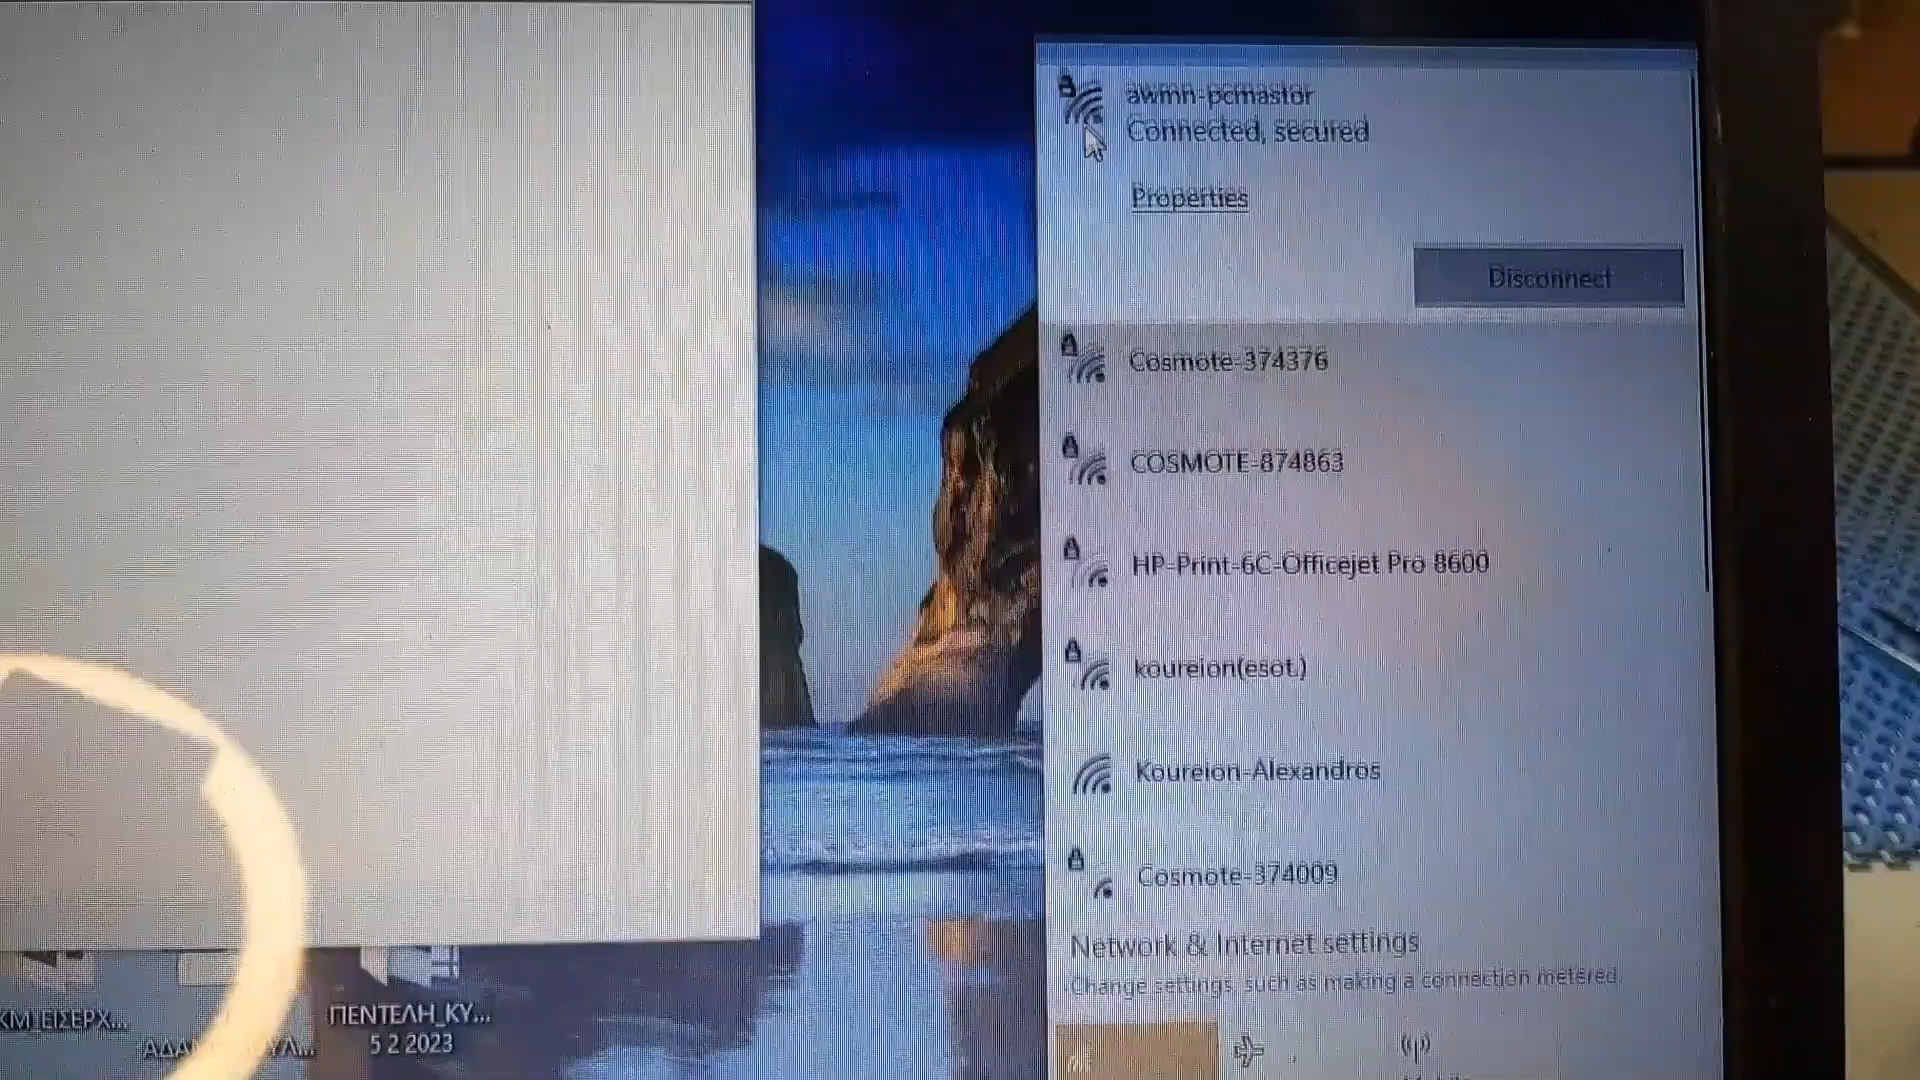 awmn-pcmastor
Connected, secured
Properties
Disconnect
Cosmote-374376
COSMOTE-874863
HP-Print-6C-Officejet Pro 8600
koureion(esot.)
Koureion-Alexandros
Cosmote-374009
Network & Internet settings
Change settings, such as making a connection metered.
ΚΜ_ΕΙΣΕΡΧ...
ΠΕΝΤΕΛΗ_ΚΥ...
5 2 2023